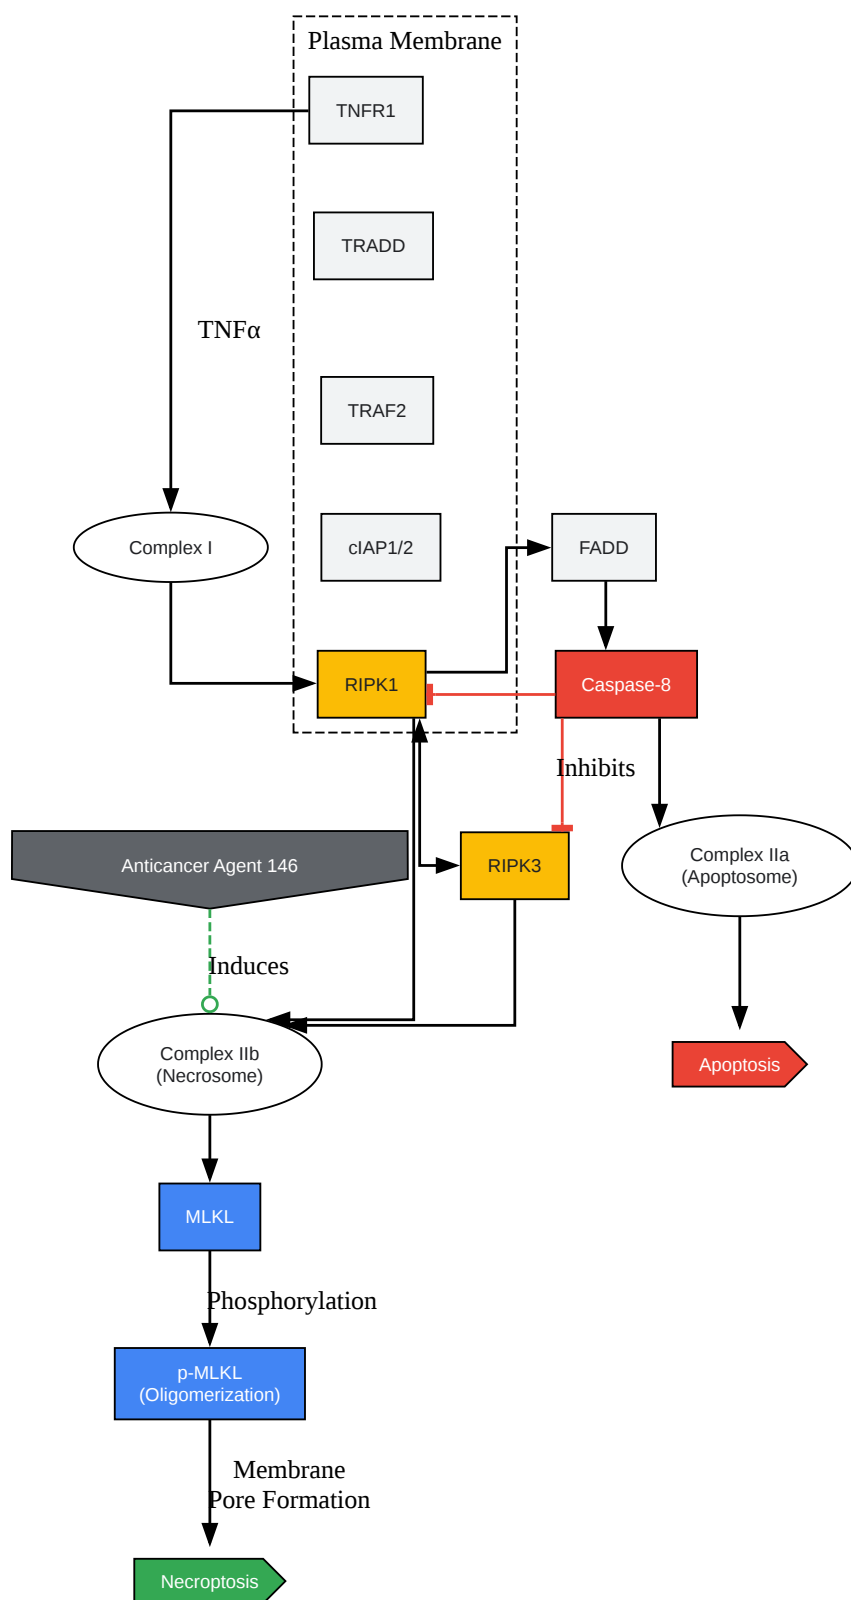 Plasma Membrane
TNFR1
TRADD
TNFα
TRAF2
Complex I
cIAP1/2
FADD
RIPK1
Caspase-8
Inhibits
Anticancer Agent 146
RIPK3
Complex IIa
(Apoptosome)
Induces
Complex IIb
(Necrosome)
Apoptosis
MLKL
Phosphorylation
p-MLKL
(Oligomerization)
Membrane
Pore Formation
Necroptosis